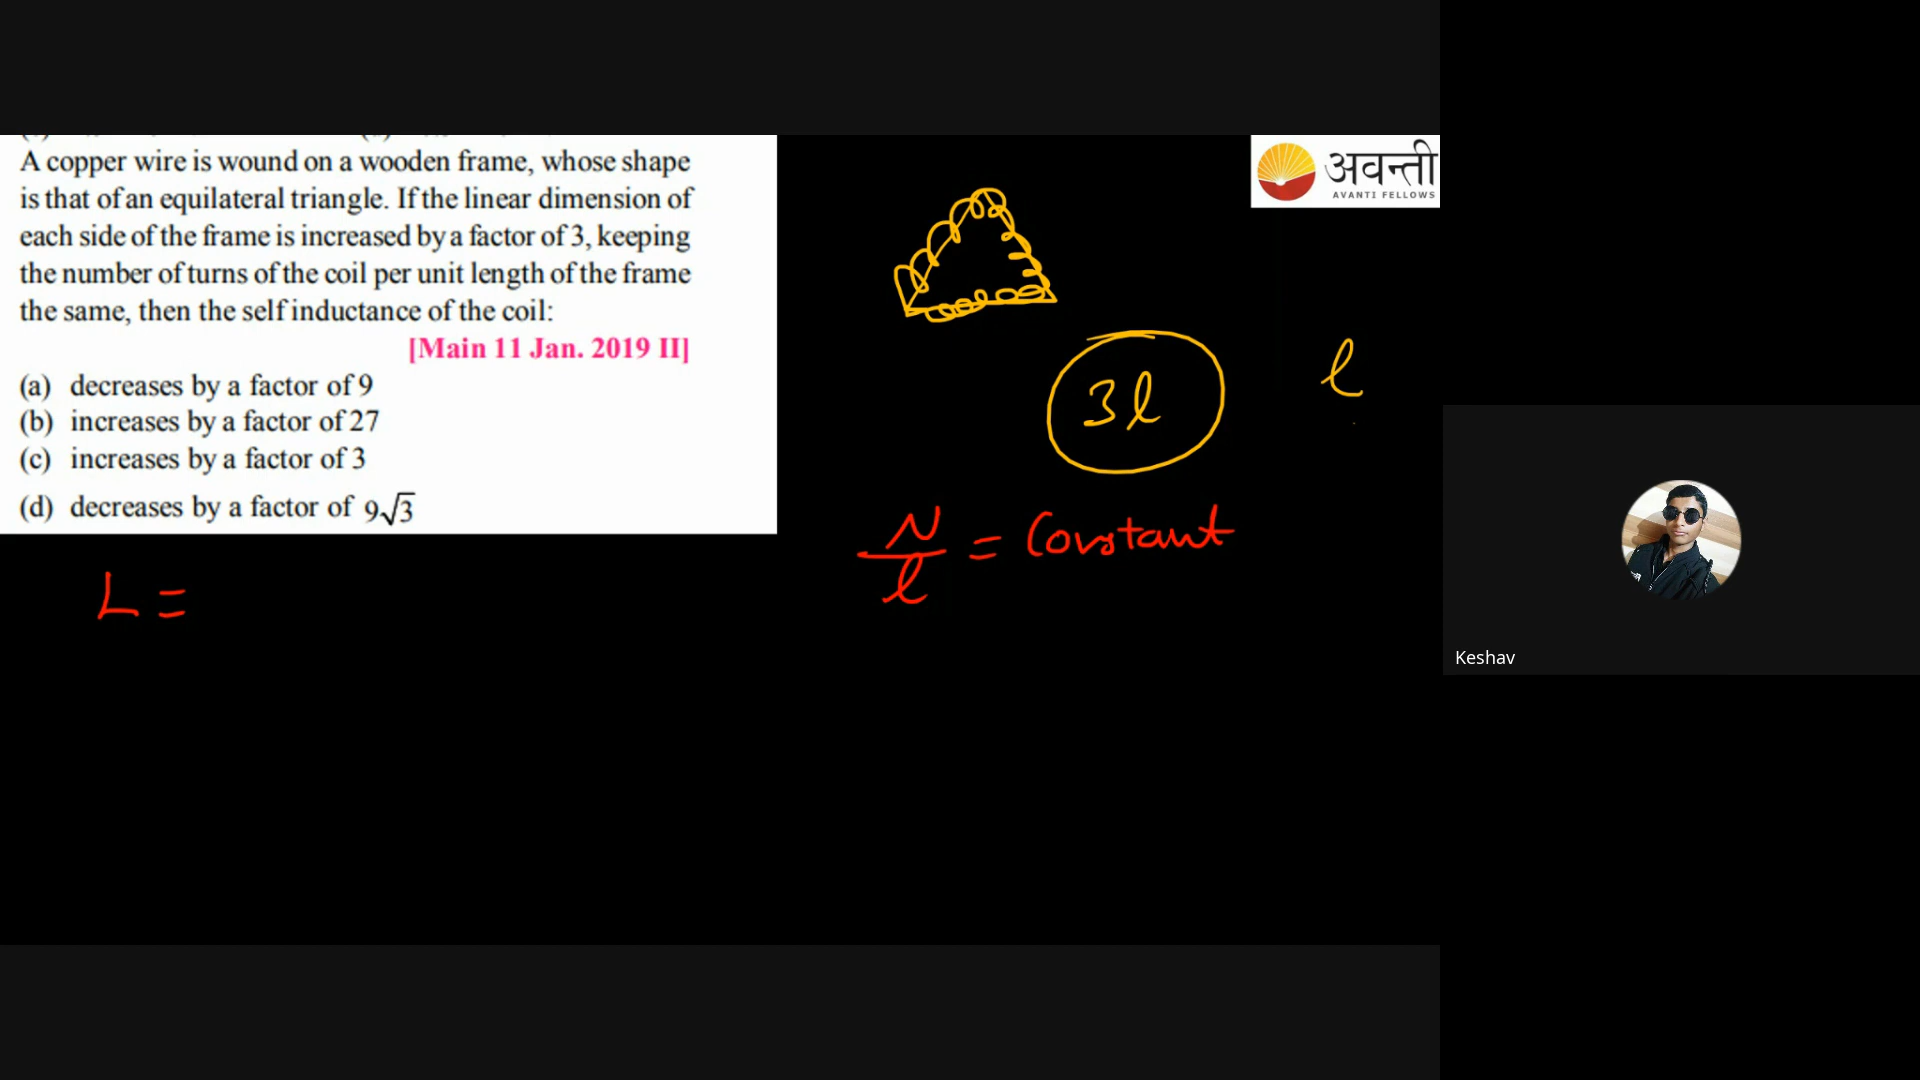 A copper wire is wound on a wooden frame, whose shape
is that of an equilateral triangle. If the linear dimension of
each side of the frame is increased by a factor of 3, keeping
the number of turns of the coil per unit length of the frame
the same, then the self inductance of the coil:
[Main 11 Jan. 2019 II]
(a) decreases by a factor of 9
(b) increases by a factor of 27
(c) increases by a factor of 3
(d) decreases by a factor of 9√3
अवन्ती
AVANTI FELLOWS
3l
l
N/l = Constant
L =
Keshav